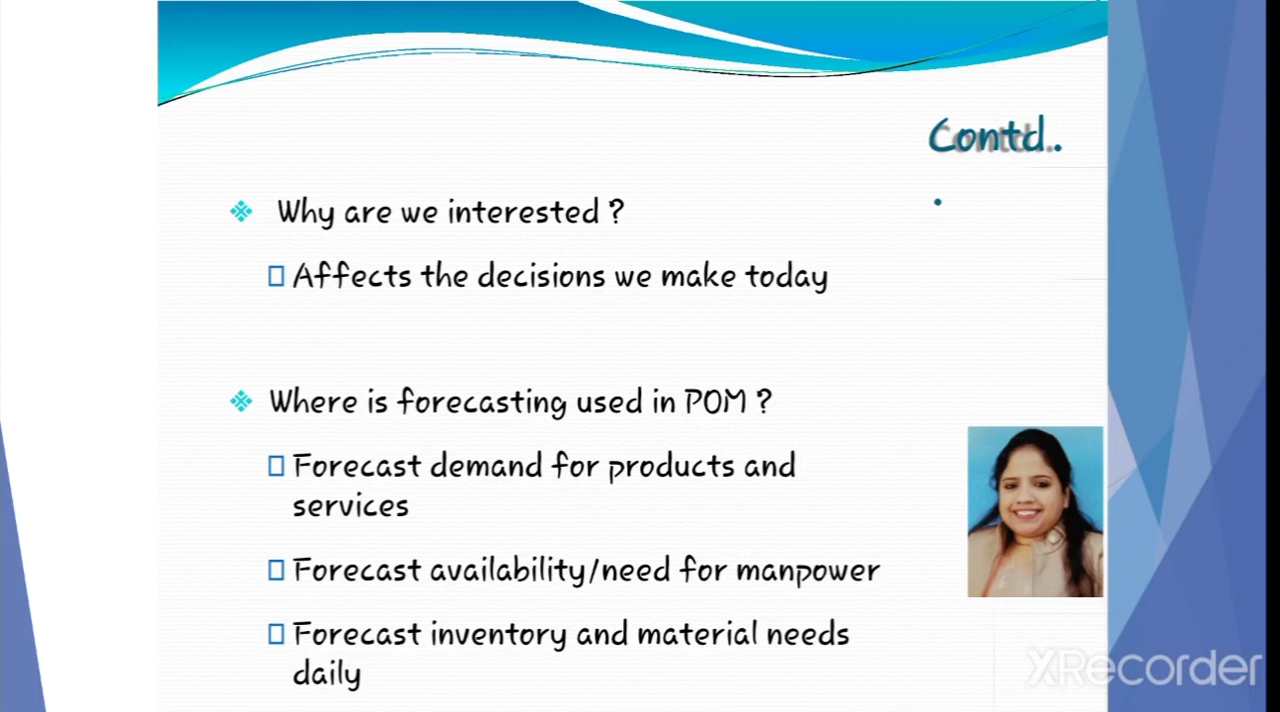 Contd..
Why are we interested ?
Affects the decisions we make today
Where is forecasting used in POM ?
Forecast demand for products and
services
Forecast availability/need for manpower
Forecast inventory and material needs
daily
XRecorder